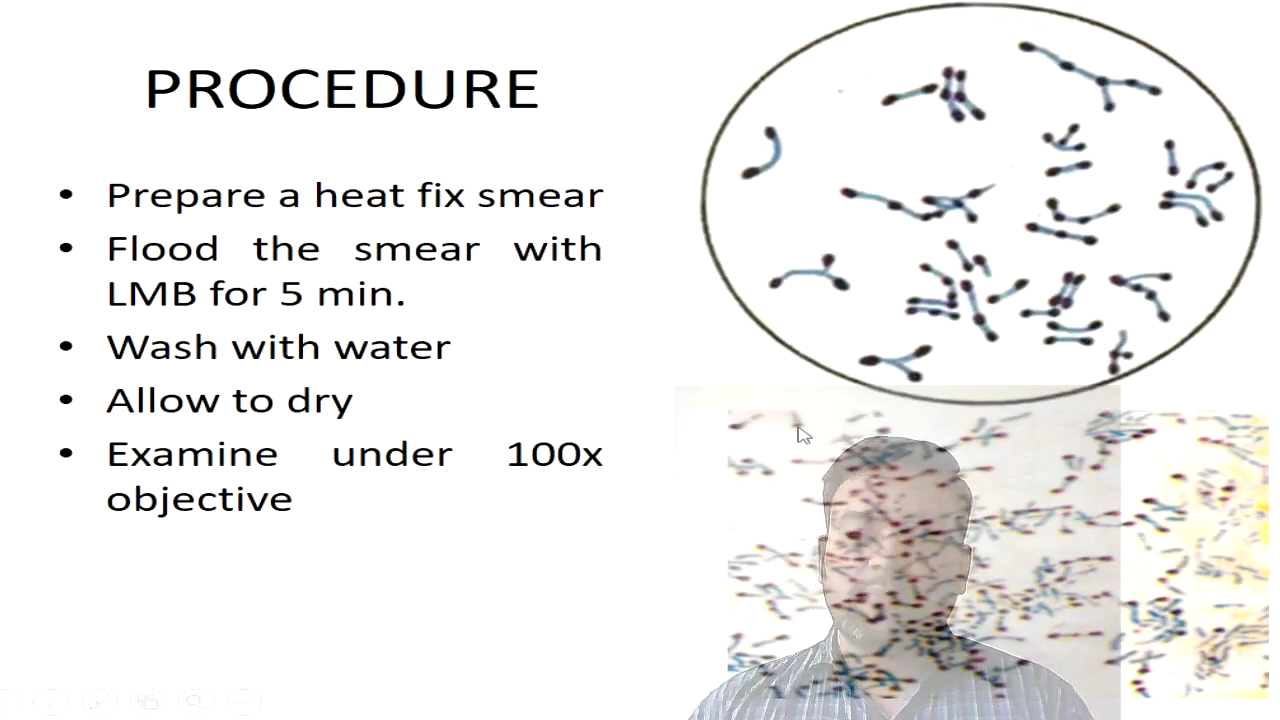 PROCEDURE
• Prepare a heat fix smear
• Flood the smear with
LMB for 5 min.
• Wash with water
• Allow to dry
• Examine under 100x
objective